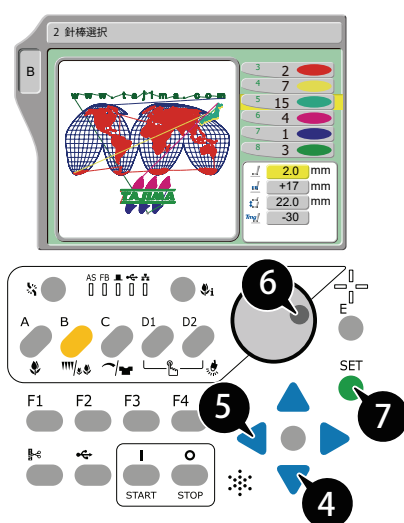 2 針棒選択
B
www.tajima.com
TAJIMA
3 2
4 7
5 15
6 4
7 1
8 3
2.0 mm
+17 mm
22.0 mm
Tmg -30
AS FB
i
6
E
A B C D1 D2
SET
F1 F2 F3 F4
5
7
I O
START STOP
4